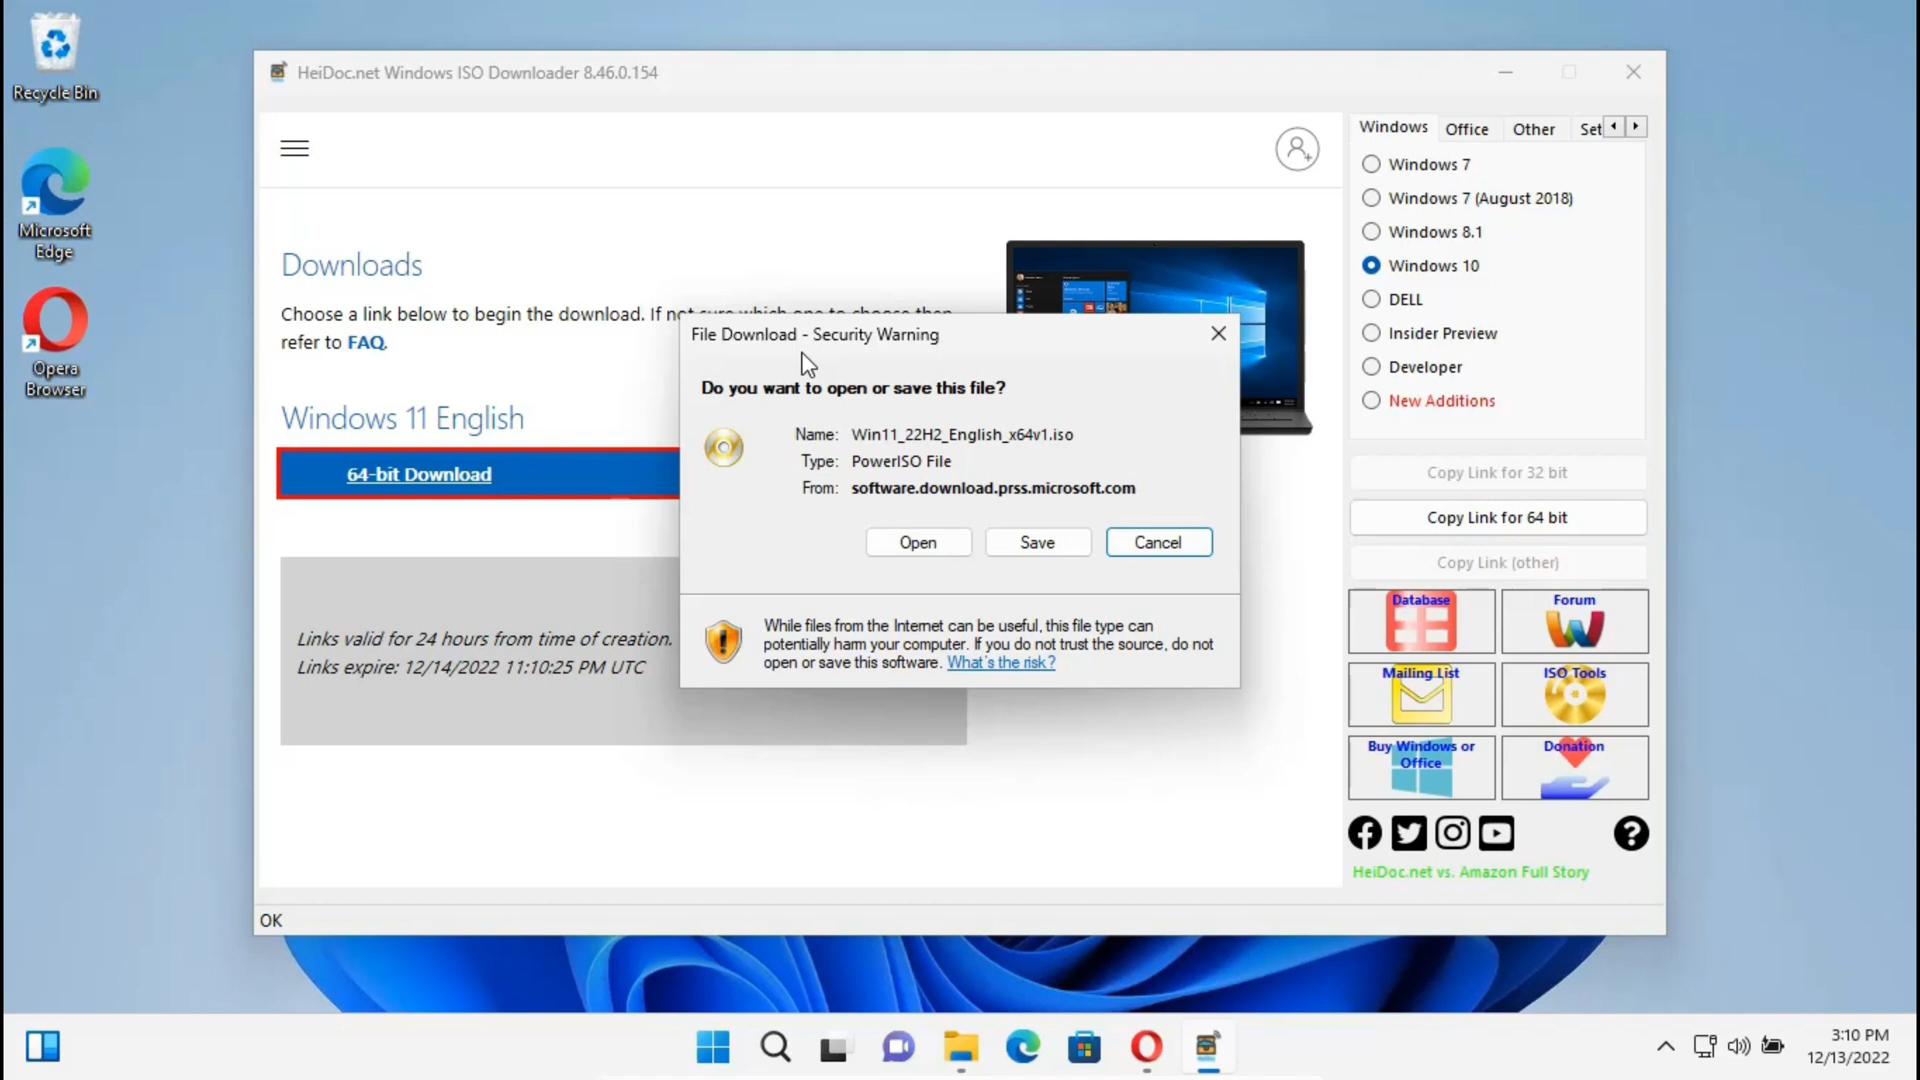 Recycle Bin
Microsoft
Edge
Opera
Browser
HeiDoc.net Windows ISO Downloader 8.46.0.154
Downloads
Choose a link below to begin the download. If not sure which one to choose then
refer to FAQ.
Windows 11 English
64-bit Download
Links valid for 24 hours from time of creation.
Links expire: 12/14/2022 11:10:25 PM UTC
File Download - Security Warning
Do you want to open or save this file?
Name: Win11_22H2_English_x64v1.iso
Type: PowerISO File
From: software.download.prss.microsoft.com
Open
Save
Cancel
While files from the Internet can be useful, this file type can
potentially harm your computer. If you do not trust the source, do not
open or save this software. What's the risk?
Windows
Office
Other
Set
Windows 7
Windows 7 (August 2018)
Windows 8.1
Windows 10
DELL
Insider Preview
Developer
New Additions
Copy Link for 32 bit
Copy Link for 64 bit
Copy Link (other)
Database
Forum
Mailing List
ISO Tools
Buy Windows or
Office
Donation
HeiDoc.net vs. Amazon Full Story
OK
3:10 PM
12/13/2022